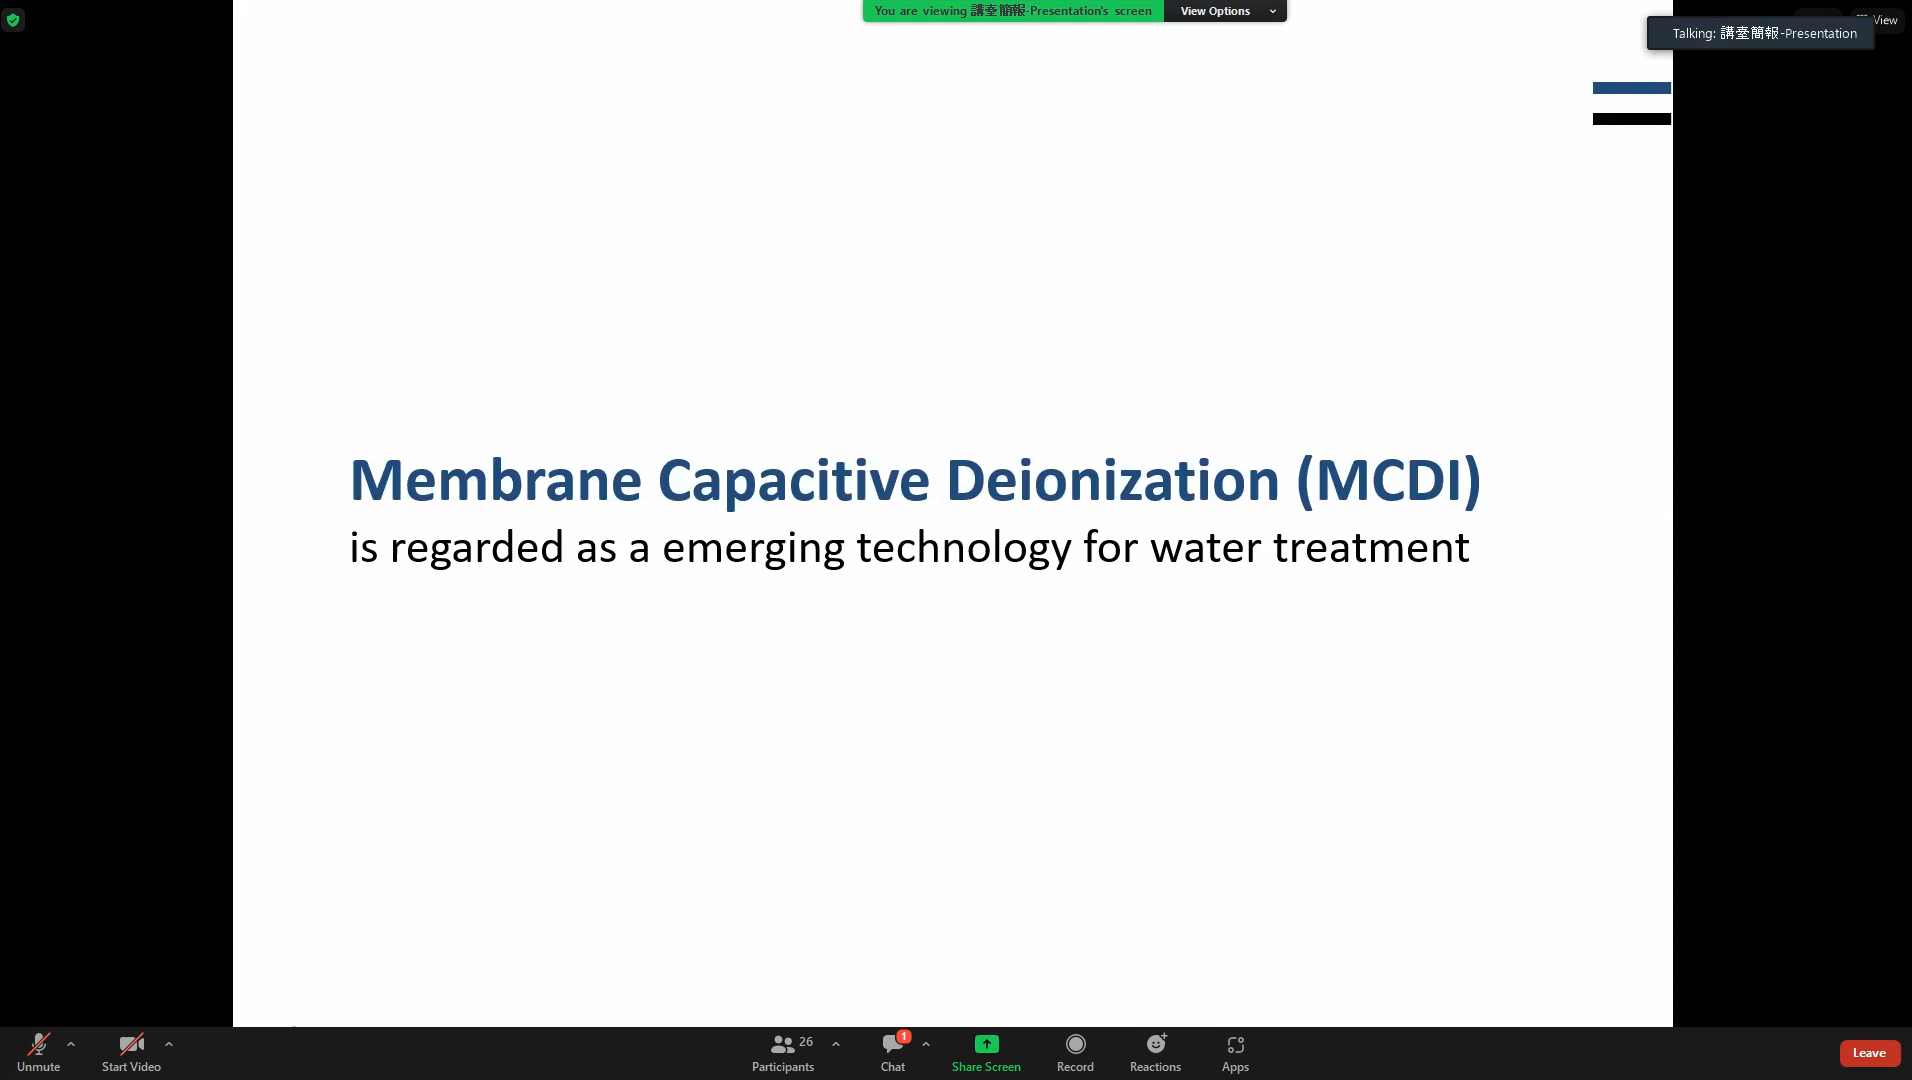 You are viewing 講臺簡報-Presentation's screen
View Options
View
Talking: 講臺簡報-Presentation
Membrane Capacitive Deionization (MCDI)
is regarded as a emerging technology for water treatment
Unmute
Start Video
26
Participants
1
Chat
Share Screen
Record
Reactions
Apps
Leave